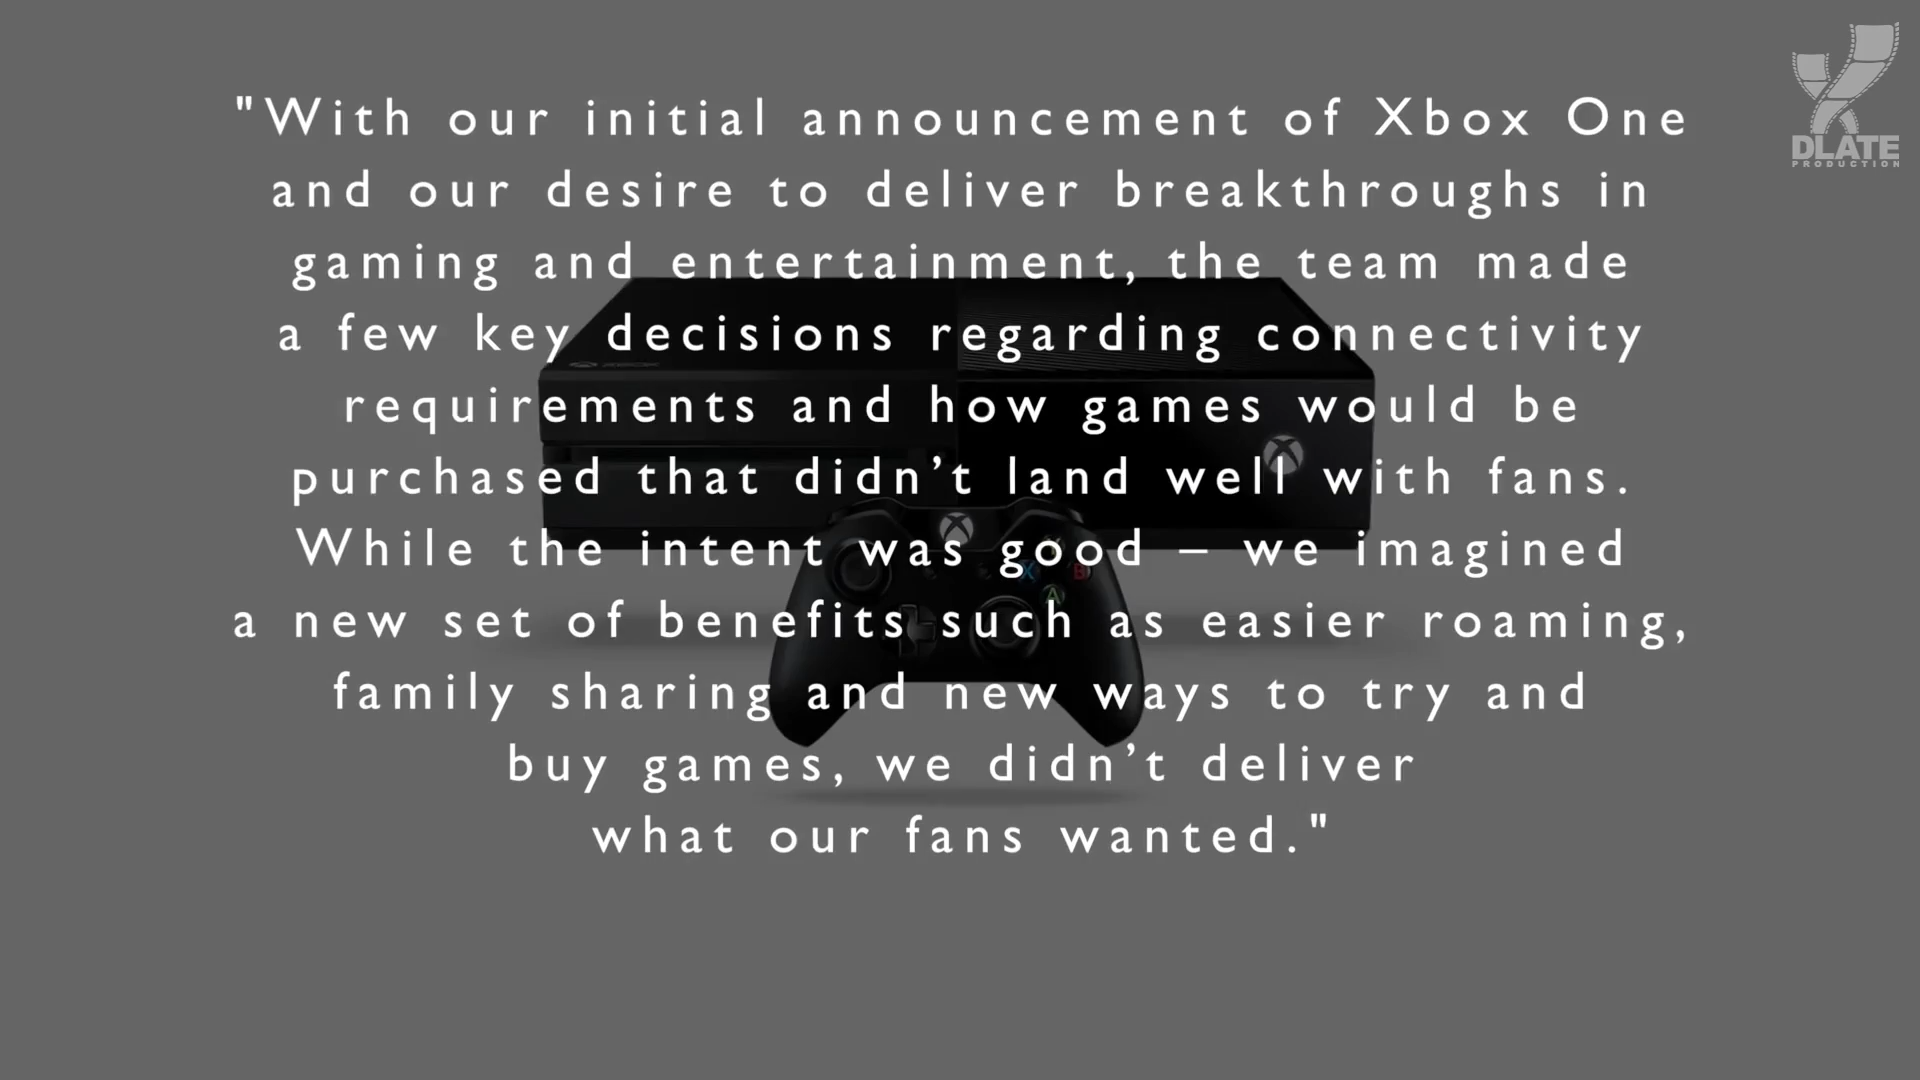 "With our initial announcement of Xbox One
and our desire to deliver breakthroughs in
gaming and entertainment, the team made
a few key decisions regarding connectivity
requirements and how games would be
purchased that didn’t land well with fans.
While the intent was good – we imagined
a new set of benefits such as easier roaming,
family sharing and new ways to try and
buy games, we didn’t deliver
what our fans wanted."
DLATE
PRODUCTION
X
B
A